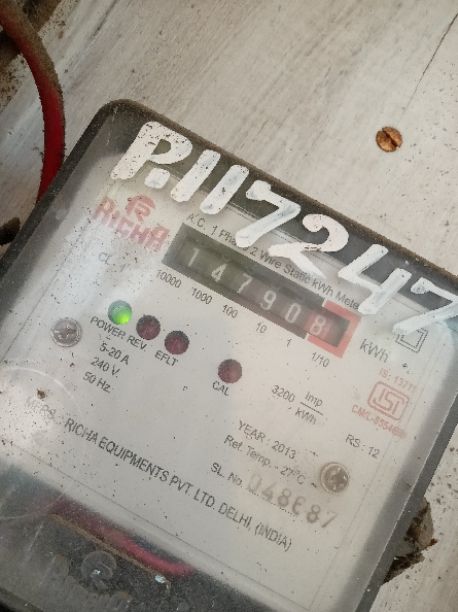 P.117247
RICHA
A.C. 1 Phase 2 Wire Static kWh Meter
147908
10000 1000 100 10 1 1/10
kWh
POWER REV. EFLT CAL
5-20 A
240 V.
50 Hz.
3200 Imp/kWh
IS: 13779
ISI
RS - 12
YEAR: 2013
Ref. Temp. - 27°C
SL. No. 048687
MFRS. : RICHA EQUIPMENTS PVT. LTD. DELHI, (INDIA)